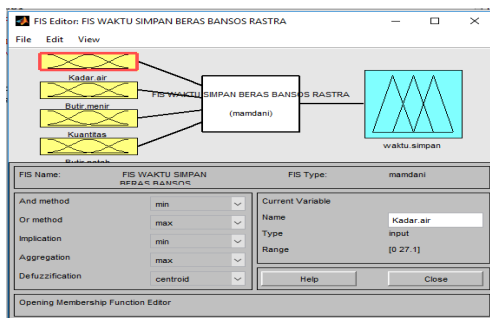 FIS Editor: FIS WAKTU SIMPAN BERAS BANSOS RASTRA
File Edit View
Kadar.air
Butir.menir
Kuantitas
Butir.patah
FIS WAKTU SIMPAN BERAS BANSOS RASTRA
(mamdani)
waktu.simpan
FIS Name: FIS WAKTU SIMPAN BERAS BANSOS
FIS Type: mamdani
And method min
Or method max
Implication min
Aggregation max
Defuzzification centroid
Current Variable
Name Kadar.air
Type input
Range [0 27.1]
Help Close
Opening Membership Function Editor